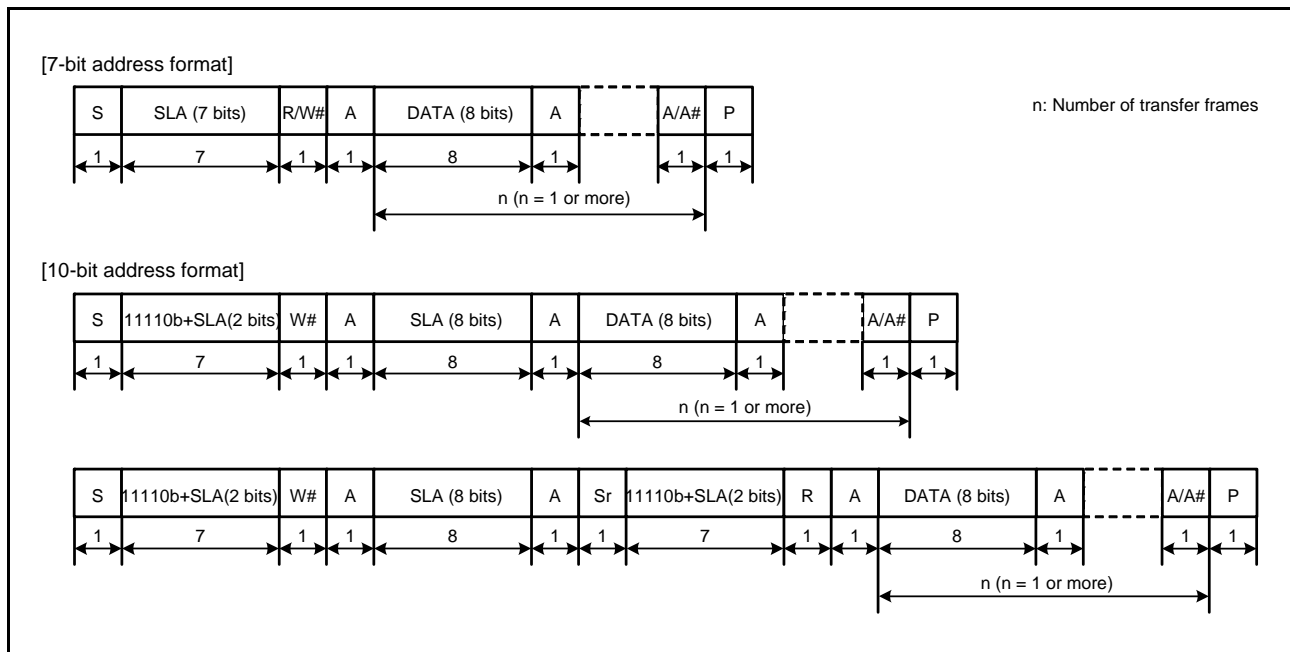 [7-bit address format]
n: Number of transfer frames
S SLA (7 bits) R/W# A DATA (8 bits) A A/A# P
1 7 1 1 8 1 1 1
n (n = 1 or more)
[10-bit address format]
S 11110b+SLA(2 bits) W# A SLA (8 bits) A DATA (8 bits) A A/A# P
1 7 1 1 8 1 8 1 1 1
n (n = 1 or more)
S 11110b+SLA(2 bits) W# A SLA (8 bits) A Sr 11110b+SLA(2 bits) R A DATA (8 bits) A A/A# P
1 7 1 1 8 1 1 7 1 1 8 1 1 1
n (n = 1 or more)